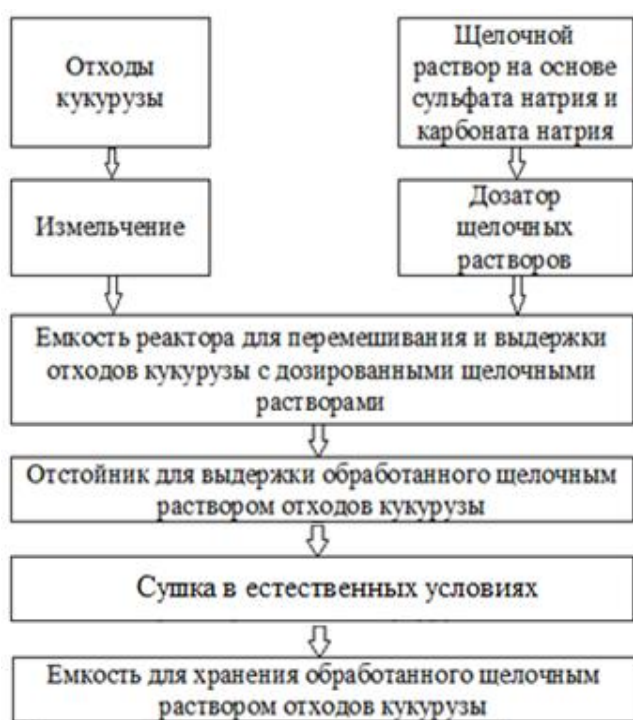 Отходы
кукурузы
Щелочной
раствор на основе
сульфата натрия и
карбоната натрия
Измельчение
Дозатор
щелочных
растворов
Емкость реактора для перемешивания и выдержки
отходов кукурузы с дозированными щелочными
растворами
Отстойник для выдержки обработанного щелочным
раствором отходов кукурузы
Сушка в естественных условиях
Емкость для хранения обработанного щелочным
раствором отходов кукурузы